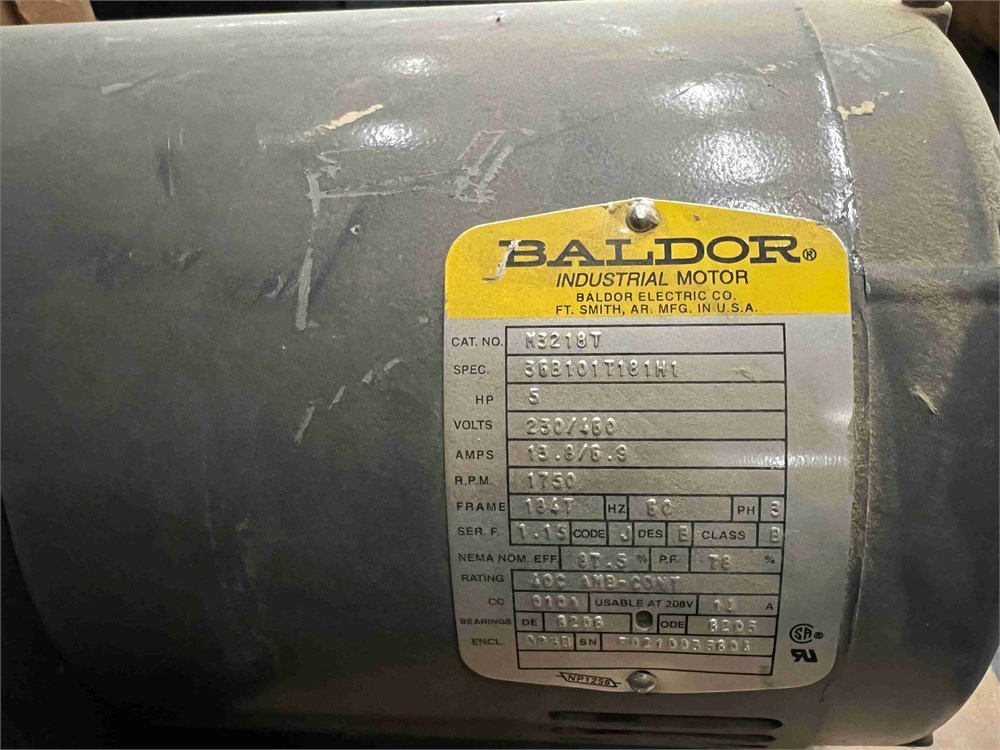 BALDOR®
INDUSTRIAL MOTOR
BALDOR ELECTRIC CO.
FT. SMITH, AR. MFG. IN U.S.A.
CAT. NO. M3218T
SPEC. 36B101T181H1
HP 5
VOLTS 230/460
AMPS 13.8/6.9
R.P.M. 1750
FRAME 184T HZ 60 PH 3
SER. F. 1.15 CODE J DES B CLASS B
NEMA NOM. EFF. 87.5 % P.F. 78 %
RATING 40C AMB-CONT
CC USABLE AT 208V A
BEARINGS DE ODE 6205
ENCL. SN
NP1256